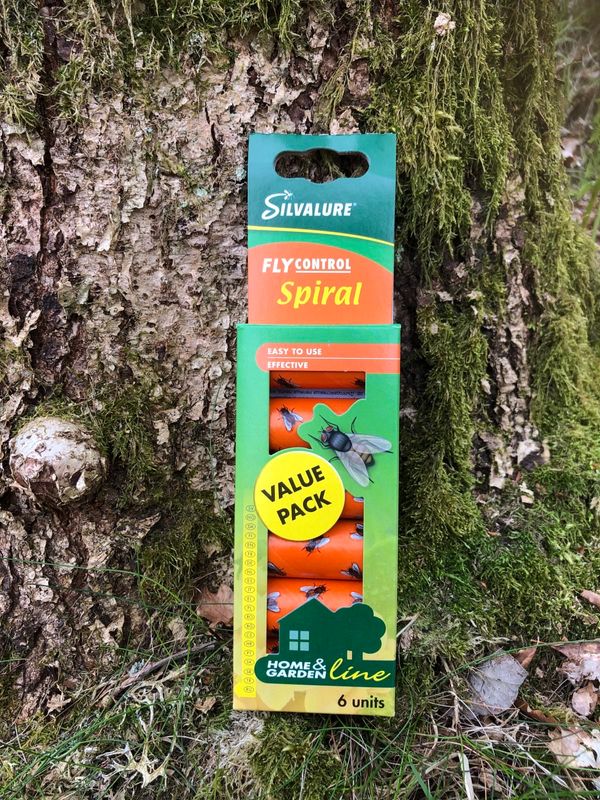 SILVALURE®
FLY CONTROL
Spiral
EASY TO USE
EFFECTIVE
VALUE
PACK
HOME &
GARDEN line
6 units